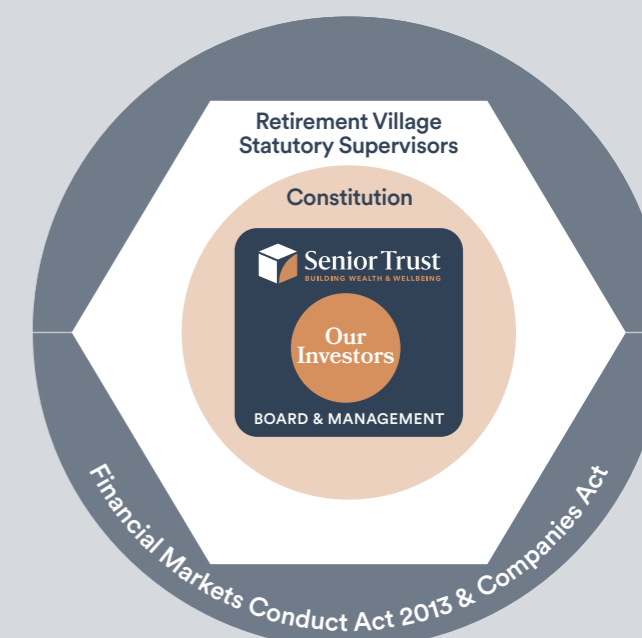 Retirement Village
Statutory Supervisors
Constitution
Senior Trust
BUILDING WEALTH & WELLBEING
Our
Investors
BOARD & MANAGEMENT
Financial Markets Conduct Act 2013 & Companies Act